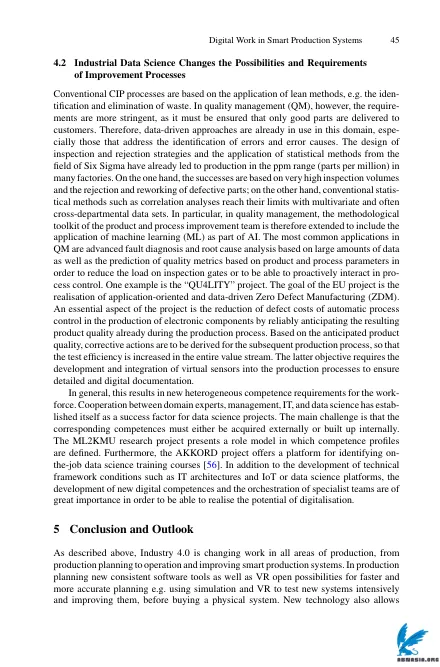 Digital Work in Smart Production Systems 45
4.2 Industrial Data Science Changes the Possibilities and Requirements
of Improvement Processes
Conventional CIP processes are based on the application of lean methods, e.g. the iden-
tification and elimination of waste. In quality management (QM), however, the require-
ments are more stringent, as it must be ensured that only good parts are delivered to
customers. Therefore, data-driven approaches are already in use in this domain, espe-
cially those that address the identification of errors and error causes. The design of
inspection and rejection strategies and the application of statistical methods from the
field of Six Sigma have already led to production in the ppm range (parts per million) in
many factories. On the one hand, the successes are based on very high inspection volumes
and the rejection and reworking of defective parts; on the other hand, conventional statis-
tical methods such as correlation analyses reach their limits with multivariate and often
cross-departmental data sets. In particular, in quality management, the methodological
toolkit of the product and process improvement team is therefore extended to include the
application of machine learning (ML) as part of AI. The most common applications in
QM are advanced fault diagnosis and root cause analysis based on large amounts of data
as well as the prediction of quality metrics based on product and process parameters in
order to reduce the load on inspection gates or to be able to proactively interact in pro-
cess control. One example is the “QU4LITY” project. The goal of the EU project is the
realisation of application-oriented and data-driven Zero Defect Manufacturing (ZDM).
An essential aspect of the project is the reduction of defect costs of automatic process
control in the production of electronic components by reliably anticipating the resulting
product quality already during the production process. Based on the anticipated product
quality, corrective actions are to be derived for the subsequent production process, so that
the test efficiency is increased in the entire value stream. The latter objective requires the
development and integration of virtual sensors into the production processes to ensure
detailed and digital documentation.
In general, this results in new heterogeneous competence requirements for the work-
force. Cooperation between domain experts, management, IT, and data science has estab-
lished itself as a success factor for data science projects. The main challenge is that the
corresponding competences must either be acquired externally or built up internally.
The ML2KMU research project presents a role model in which competence profiles
are defined. Furthermore, the AKKORD project offers a platform for identifying on-
the-job data science training courses [56]. In addition to the development of technical
framework conditions such as IT architectures and IoT or data science platforms, the
development of new digital competences and the orchestration of specialist teams are of
great importance in order to be able to realise the potential of digitalisation.
5 Conclusion and Outlook
As described above, Industry 4.0 is changing work in all areas of production, from
production planning to operation and improving smart production systems. In production
planning new consistent software tools as well as VR open possibilities for faster and
more accurate planning e.g. using simulation and VR to test new systems intensively
and improving them, before buying a physical system. New technology also allows